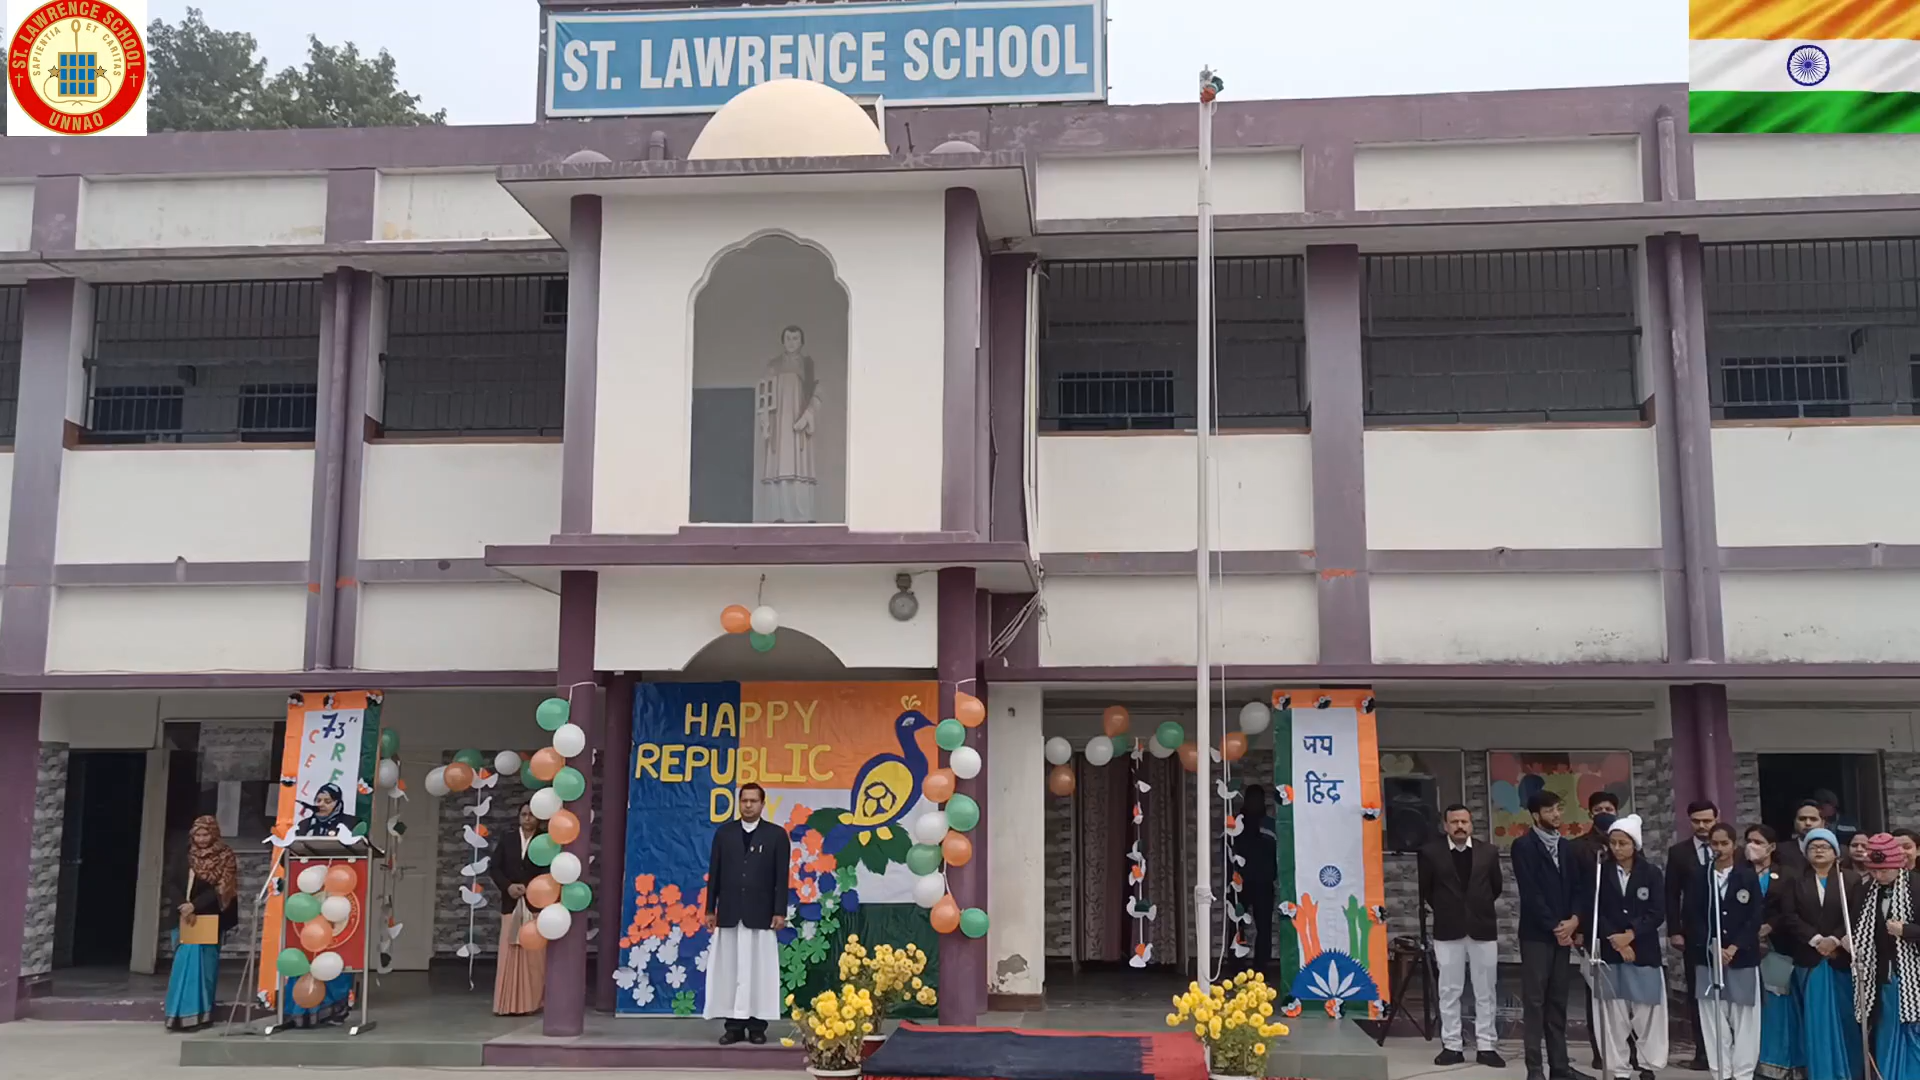 ST. LAWRENCE SCHOOL
SAPIENTIA ET CARITAS
UNNAO
ST. LAWRENCE SCHOOL
HAPPY
REPUBLIC
DAY
73rd
जय
हिंद